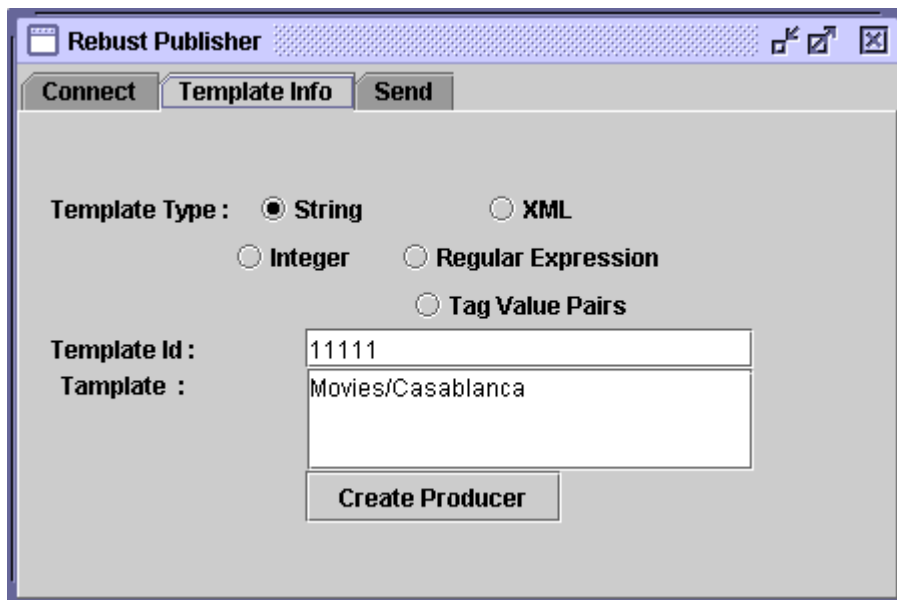 Rebust Publisher
Connect Template Info Send
Template Type : String XML
Integer Regular Expression
Tag Value Pairs
Template Id : 11111
Tamplate : Movies/Casablanca
Create Producer